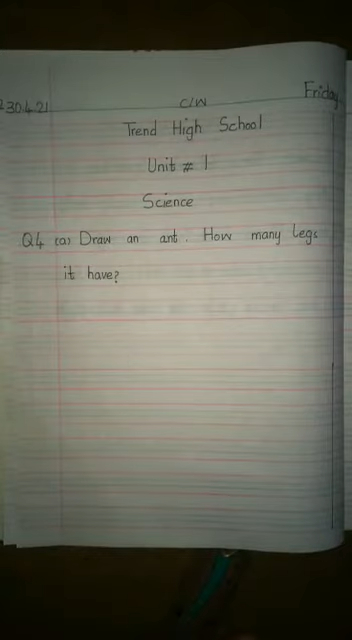 30.4.21 C/W Friday
Trend High School
Unit # 1
Science
Q4 (a) Draw an ant. How many legs
it have?